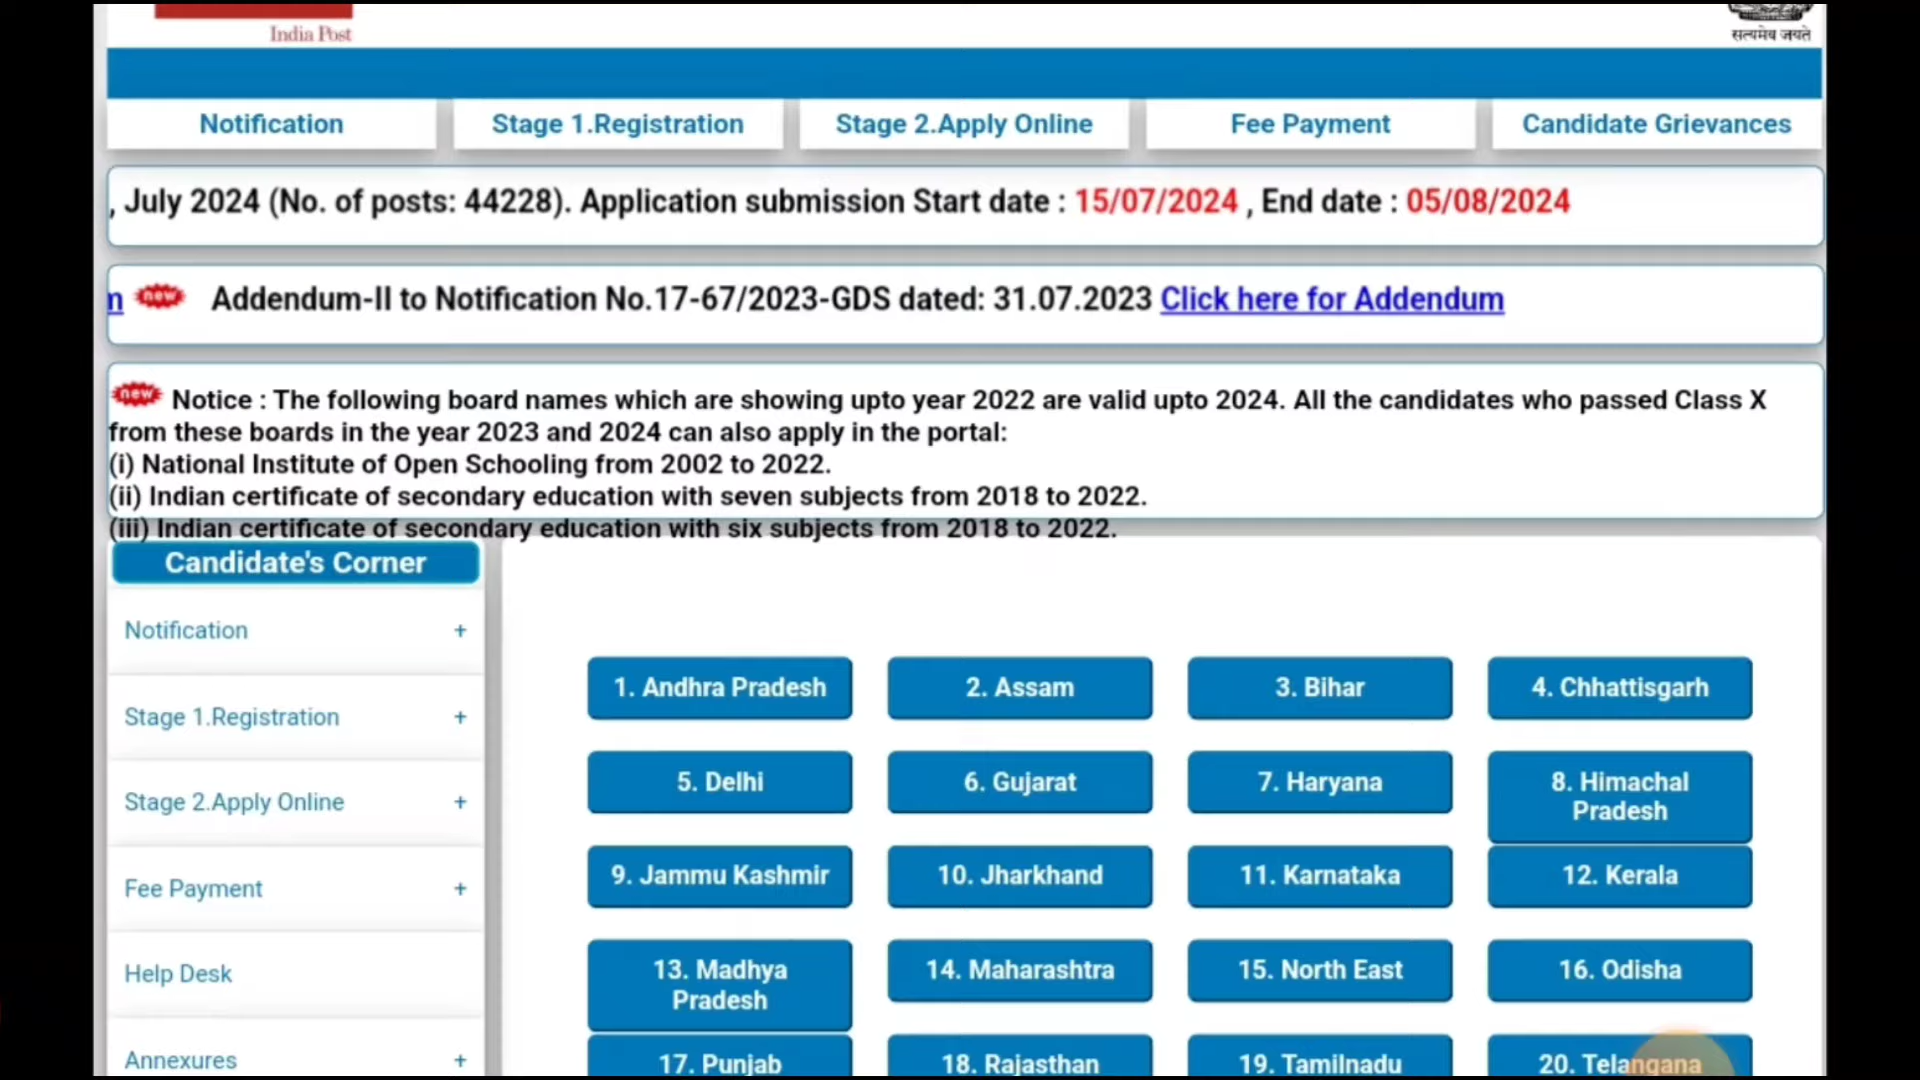 India Post
सत्यमेव जयते
Notification
Stage 1.Registration
Stage 2.Apply Online
Fee Payment
Candidate Grievances
, July 2024 (No. of posts: 44228). Application submission Start date : 15/07/2024 , End date : 05/08/2024
m new Addendum-II to Notification No.17-67/2023-GDS dated: 31.07.2023 Click here for Addendum
new Notice : The following board names which are showing upto year 2022 are valid upto 2024. All the candidates who passed Class X
from these boards in the year 2023 and 2024 can also apply in the portal:
(i) National Institute of Open Schooling from 2002 to 2022.
(ii) Indian certificate of secondary education with seven subjects from 2018 to 2022.
(iii) Indian certificate of secondary education with six subjects from 2018 to 2022.
Candidate's Corner
Notification +
Stage 1.Registration +
Stage 2.Apply Online +
Fee Payment +
Help Desk
Annexures +
1. Andhra Pradesh
2. Assam
3. Bihar
4. Chhattisgarh
5. Delhi
6. Gujarat
7. Haryana
8. Himachal
Pradesh
9. Jammu Kashmir
10. Jharkhand
11. Karnataka
12. Kerala
13. Madhya
Pradesh
14. Maharashtra
15. North East
16. Odisha
17. Punjab
18. Rajasthan
19. Tamilnadu
20. Telangana